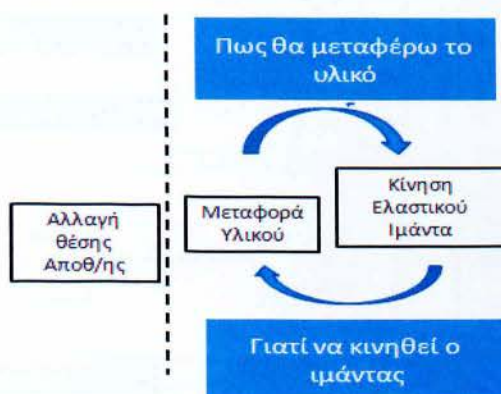 Πως θα μεταφέρω το
υλικό
Αλλαγή
θέσης
Αποθ/ης
Μεταφορά
Υλικού
Κίνηση
Ελαστικού
Ιμάντα
Γιατί να κινηθεί ο
ιμάντας